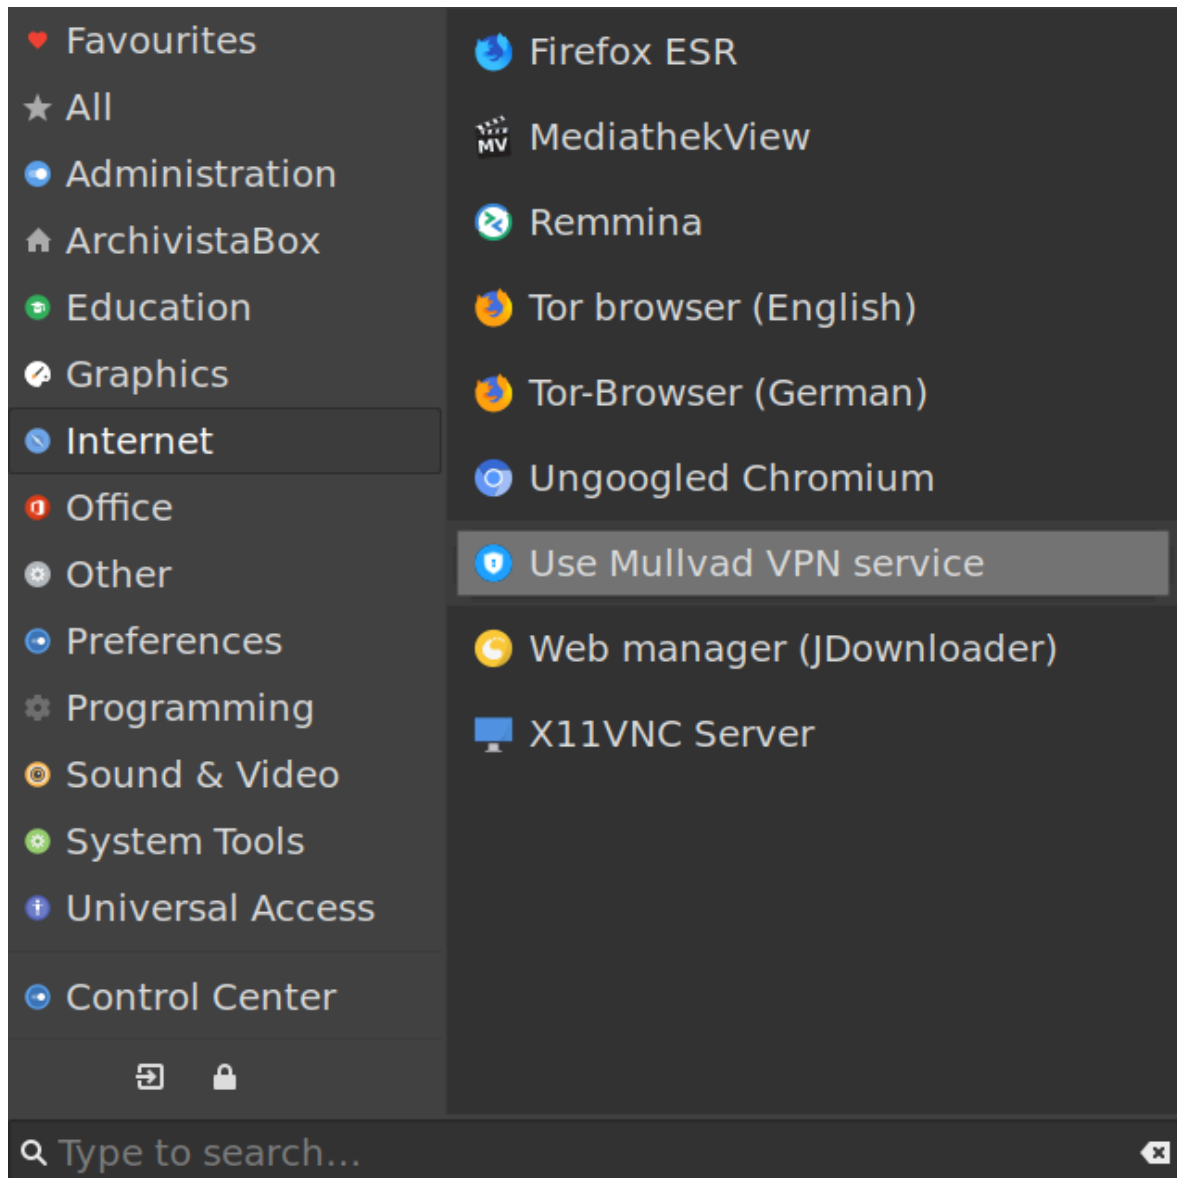 Favourites
All
Administration
ArchivistaBox
Education
Graphics
Internet
Office
Other
Preferences
Programming
Sound & Video
System Tools
Universal Access
Control Center
Firefox ESR
MV
MediathekView
Remmina
Tor browser (English)
Tor-Browser (German)
Ungoogled Chromium
Use Mullvad VPN service
Web manager (JDownloader)
X11VNC Server
Type to search...